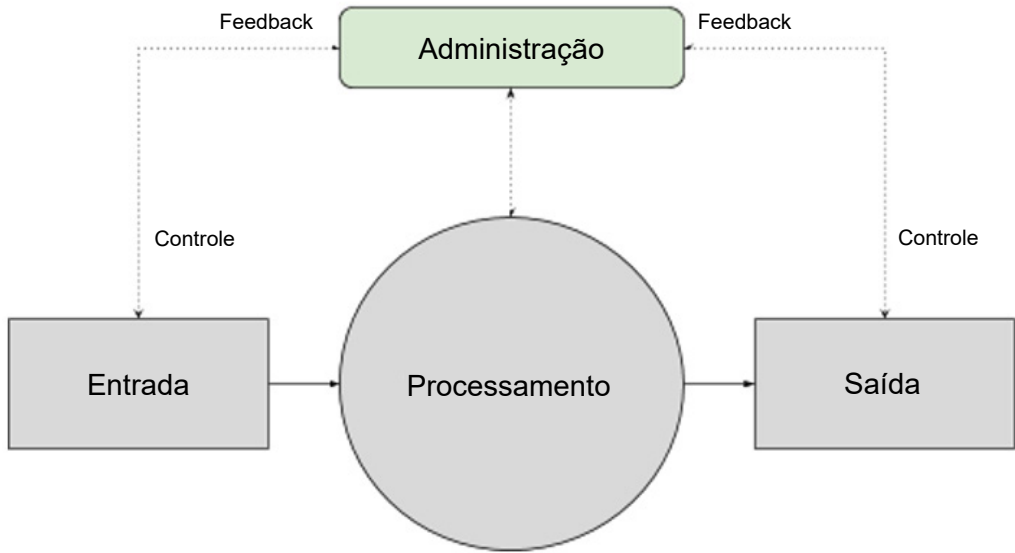 Feedback
Administração
Feedback
Controle
Controle
Entrada
Processamento
Saída